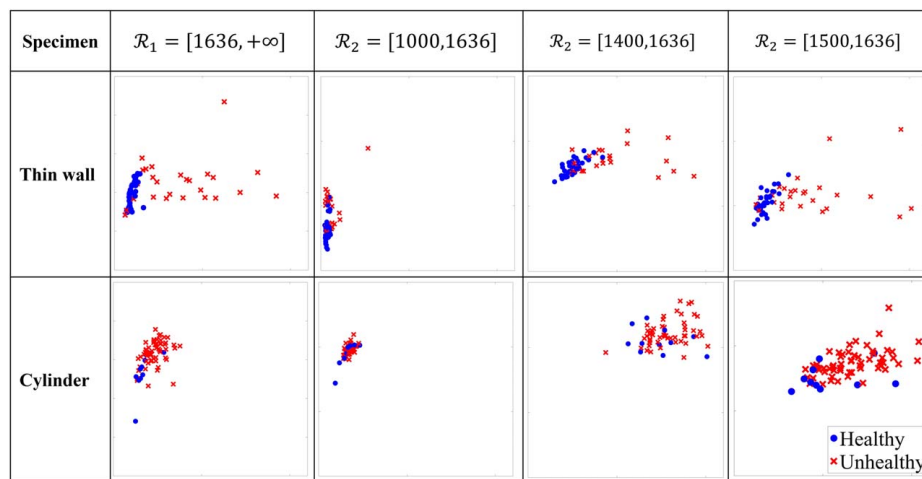 Specimen
ℛ₁ = [1636, +∞]
ℛ₂ = [1000,1636]
ℛ₂ = [1400,1636]
ℛ₂ = [1500,1636]
Thin wall
Cylinder
Healthy
Unhealthy